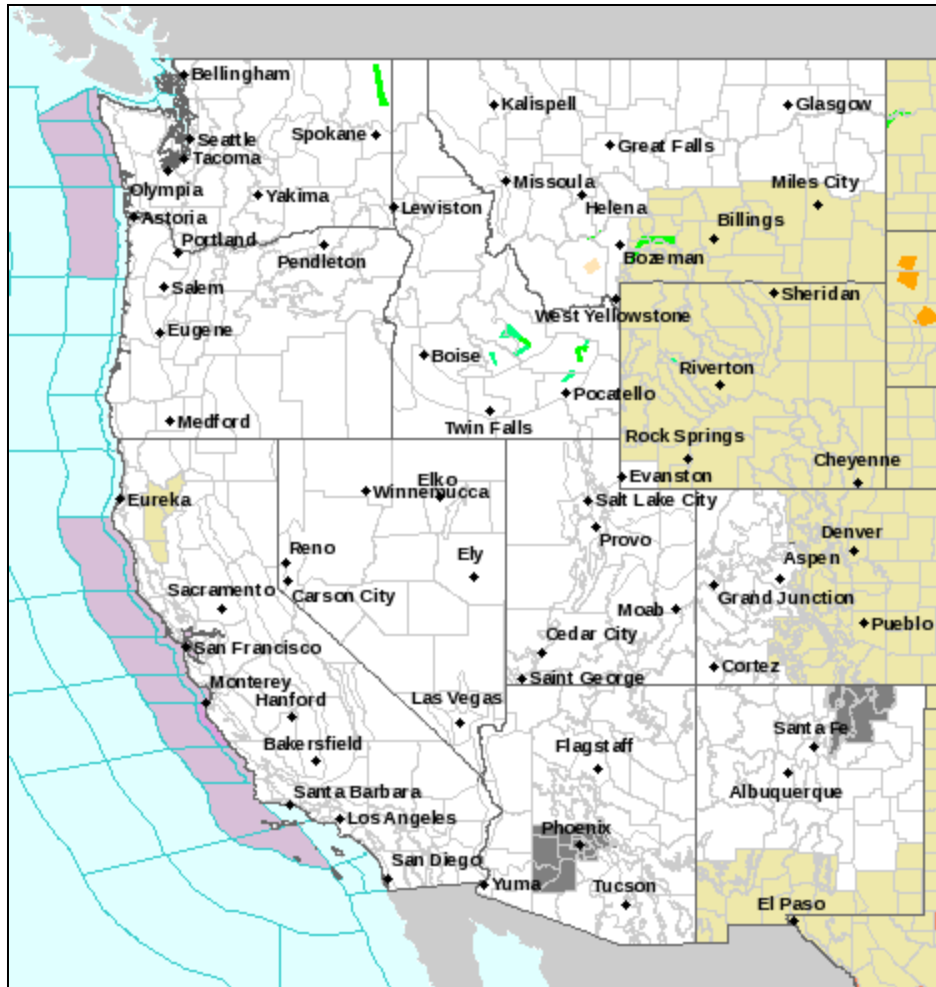 Bellingham
Kalispell
Glasgow
Seattle
Spokane
Great Falls
Tacoma
Missoula
Miles City
Olympia
Yakima
Lewiston
Helena
Astoria
Billings
Portland
Pendleton
Bozeman
Salem
Sheridan
West Yellowstone
Eugene
Boise
Riverton
Pocatello
Medford
Twin Falls
Rock Springs
Cheyenne
Elko
Evanston
Winnemucca
Eureka
Salt Lake City
Denver
Provo
Reno
Ely
Aspen
Sacramento
Carson City
Grand Junction
Moab
Pueblo
Cedar City
San Francisco
Cortez
Saint George
Monterey
Hanford
Las Vegas
Santa Fe
Bakersfield
Flagstaff
Santa Barbara
Albuquerque
Los Angeles
Phoenix
San Diego
Yuma
Tucson
El Paso